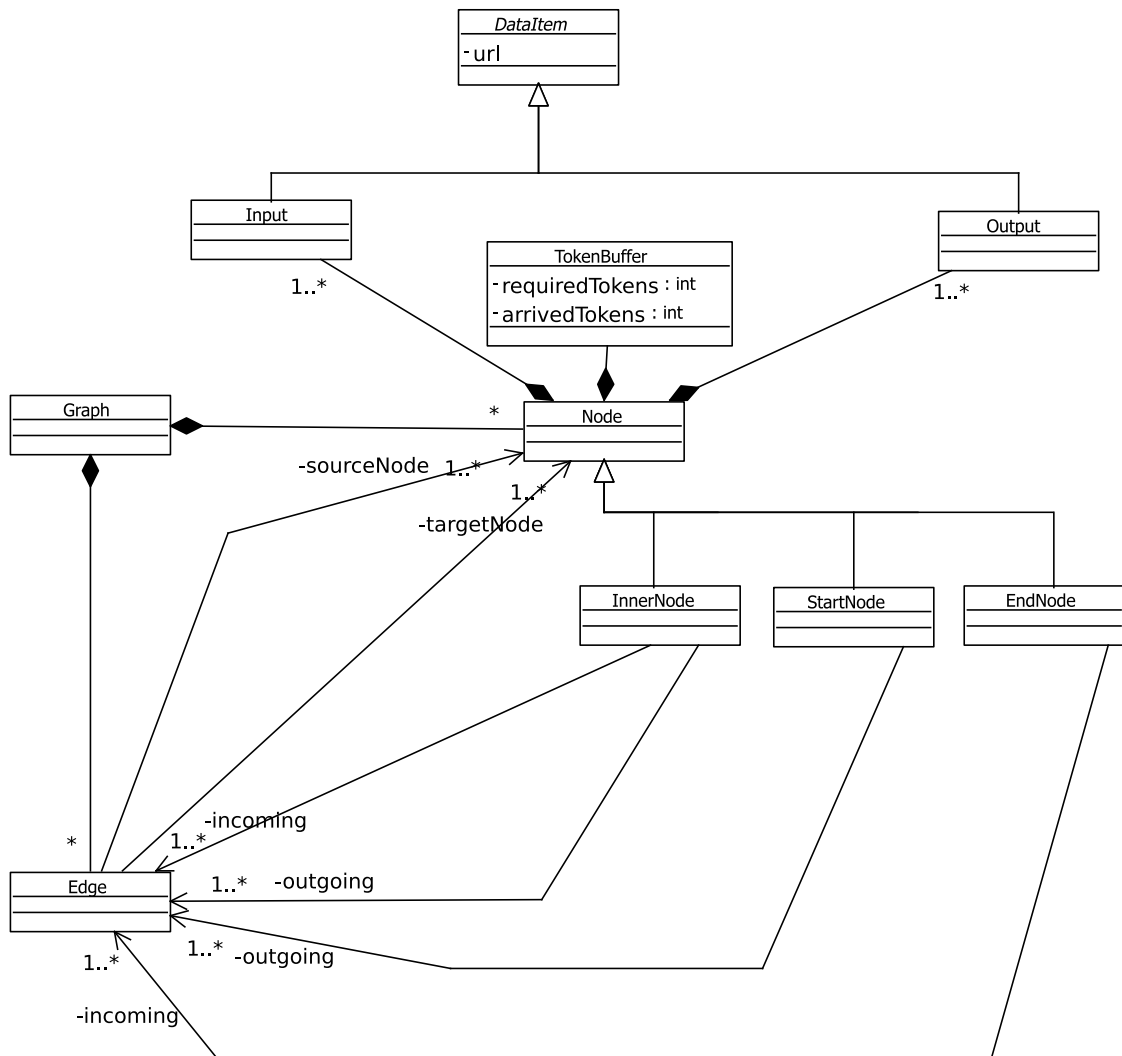 DataItem
- url
Input
Output
TokenBuffer
1..*
- requiredTokens : int
1..*
- arrivedTokens : int
Graph
*
Node
-sourceNode
1..*
1..*
-targetNode
InnerNode
StartNode
EndNode
-incoming
*
1..*
Edge
1..*
-outgoing
1..*
-outgoing
1..*
-incoming